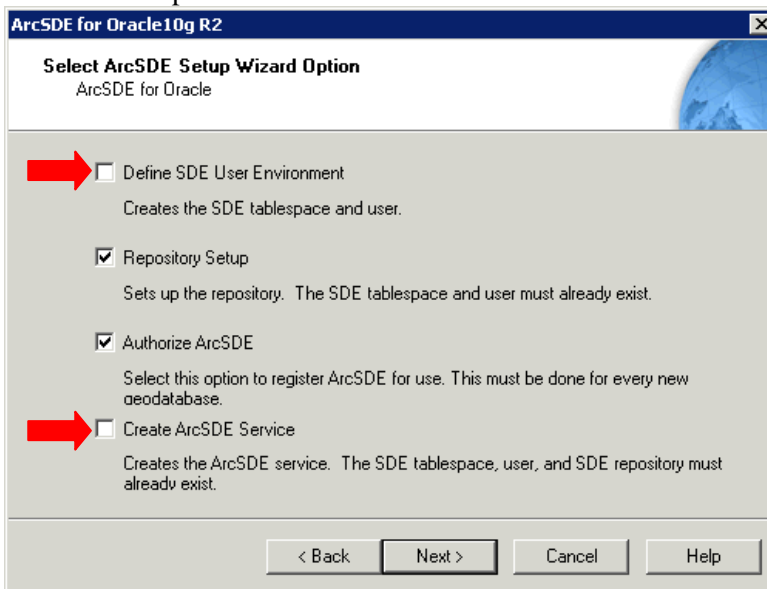 ArcSDE for Oracle10g R2
Select ArcSDE Setup Wizard Option
ArcSDE for Oracle
Define SDE User Environment
Creates the SDE tablespace and user.
Repository Setup
Sets up the repository. The SDE tablespace and user must already exist.
Authorize ArcSDE
Select this option to register ArcSDE for use. This must be done for every new
geodatabase.
Create ArcSDE Service
Creates the ArcSDE service. The SDE tablespace, user, and SDE repository must
already exist.
< Back Next > Cancel Help